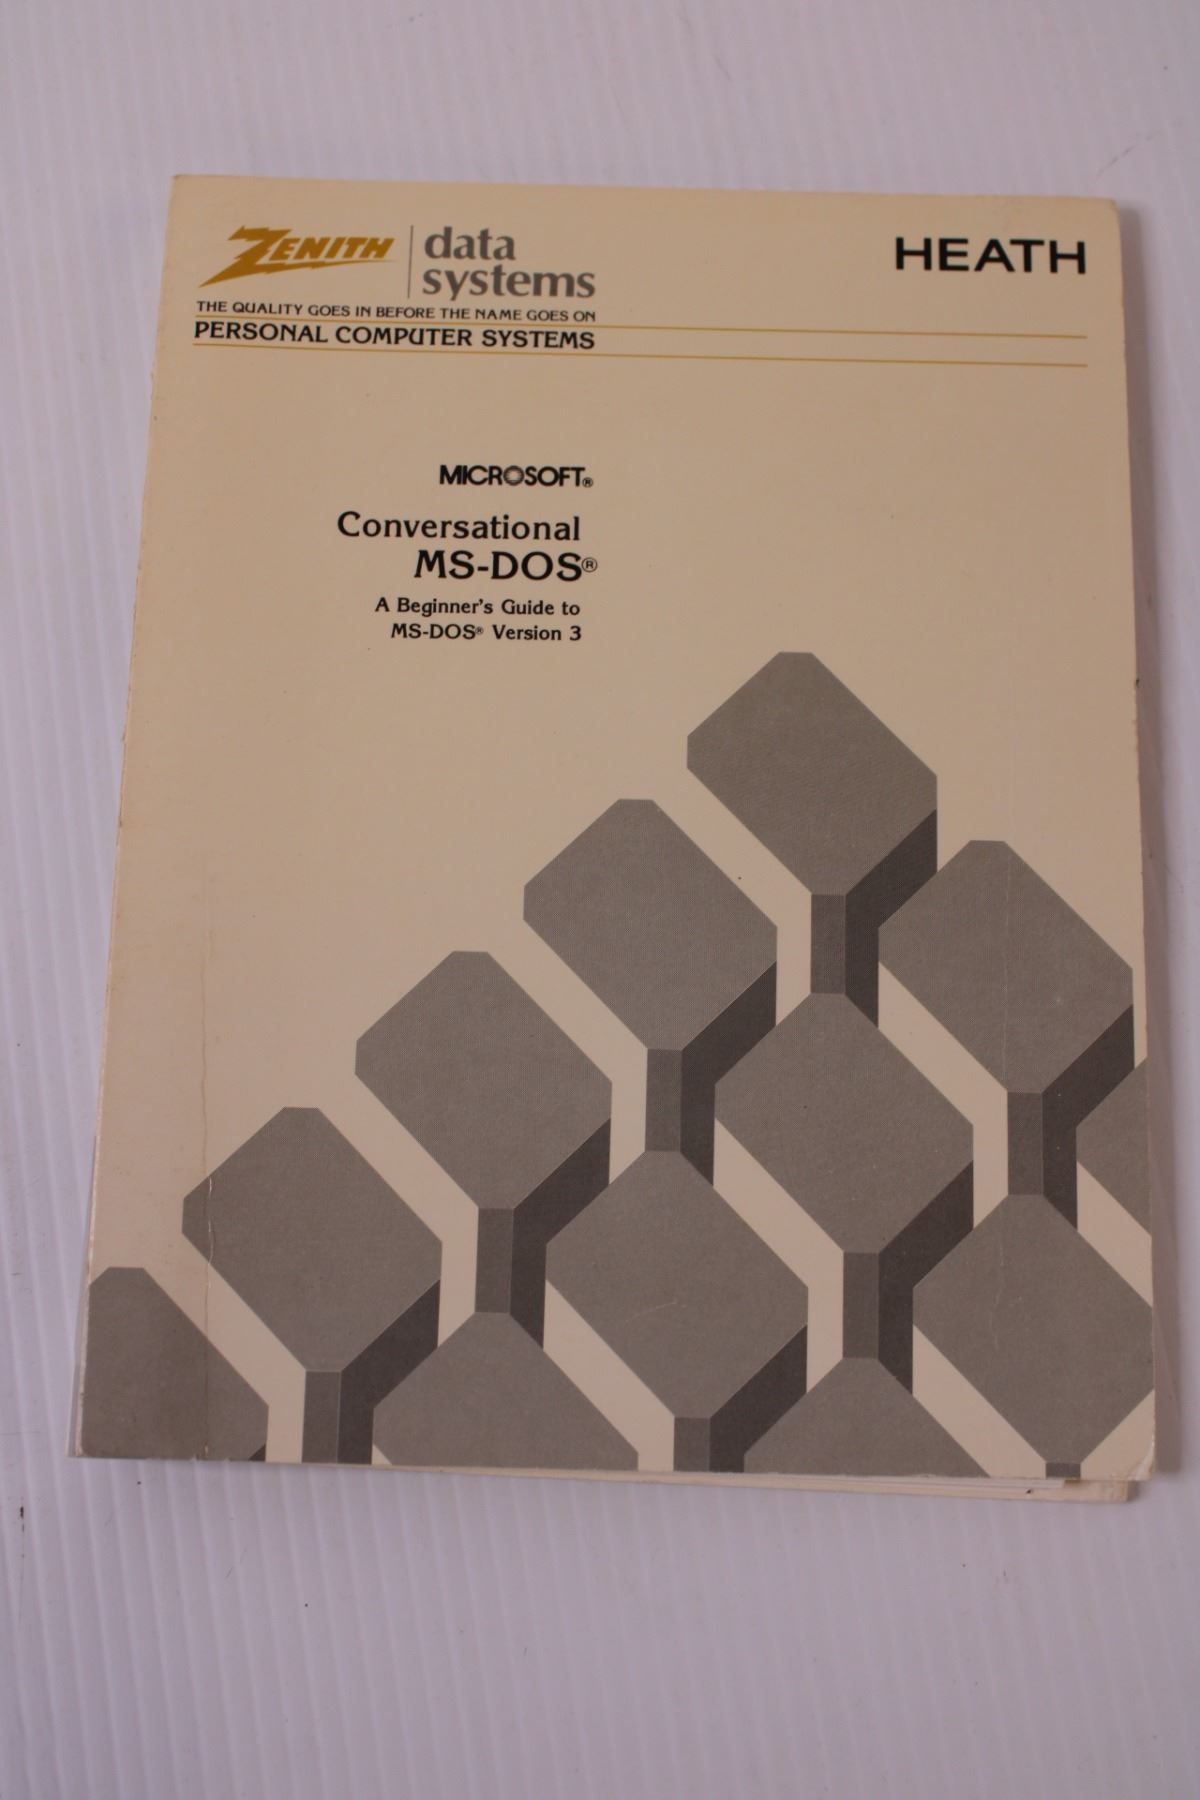 ZENITH data systems
HEATH
THE QUALITY GOES IN BEFORE THE NAME GOES ON
PERSONAL COMPUTER SYSTEMS
MICROSOFT®
Conversational
MS-DOS®
A Beginner's Guide to
MS-DOS® Version 3